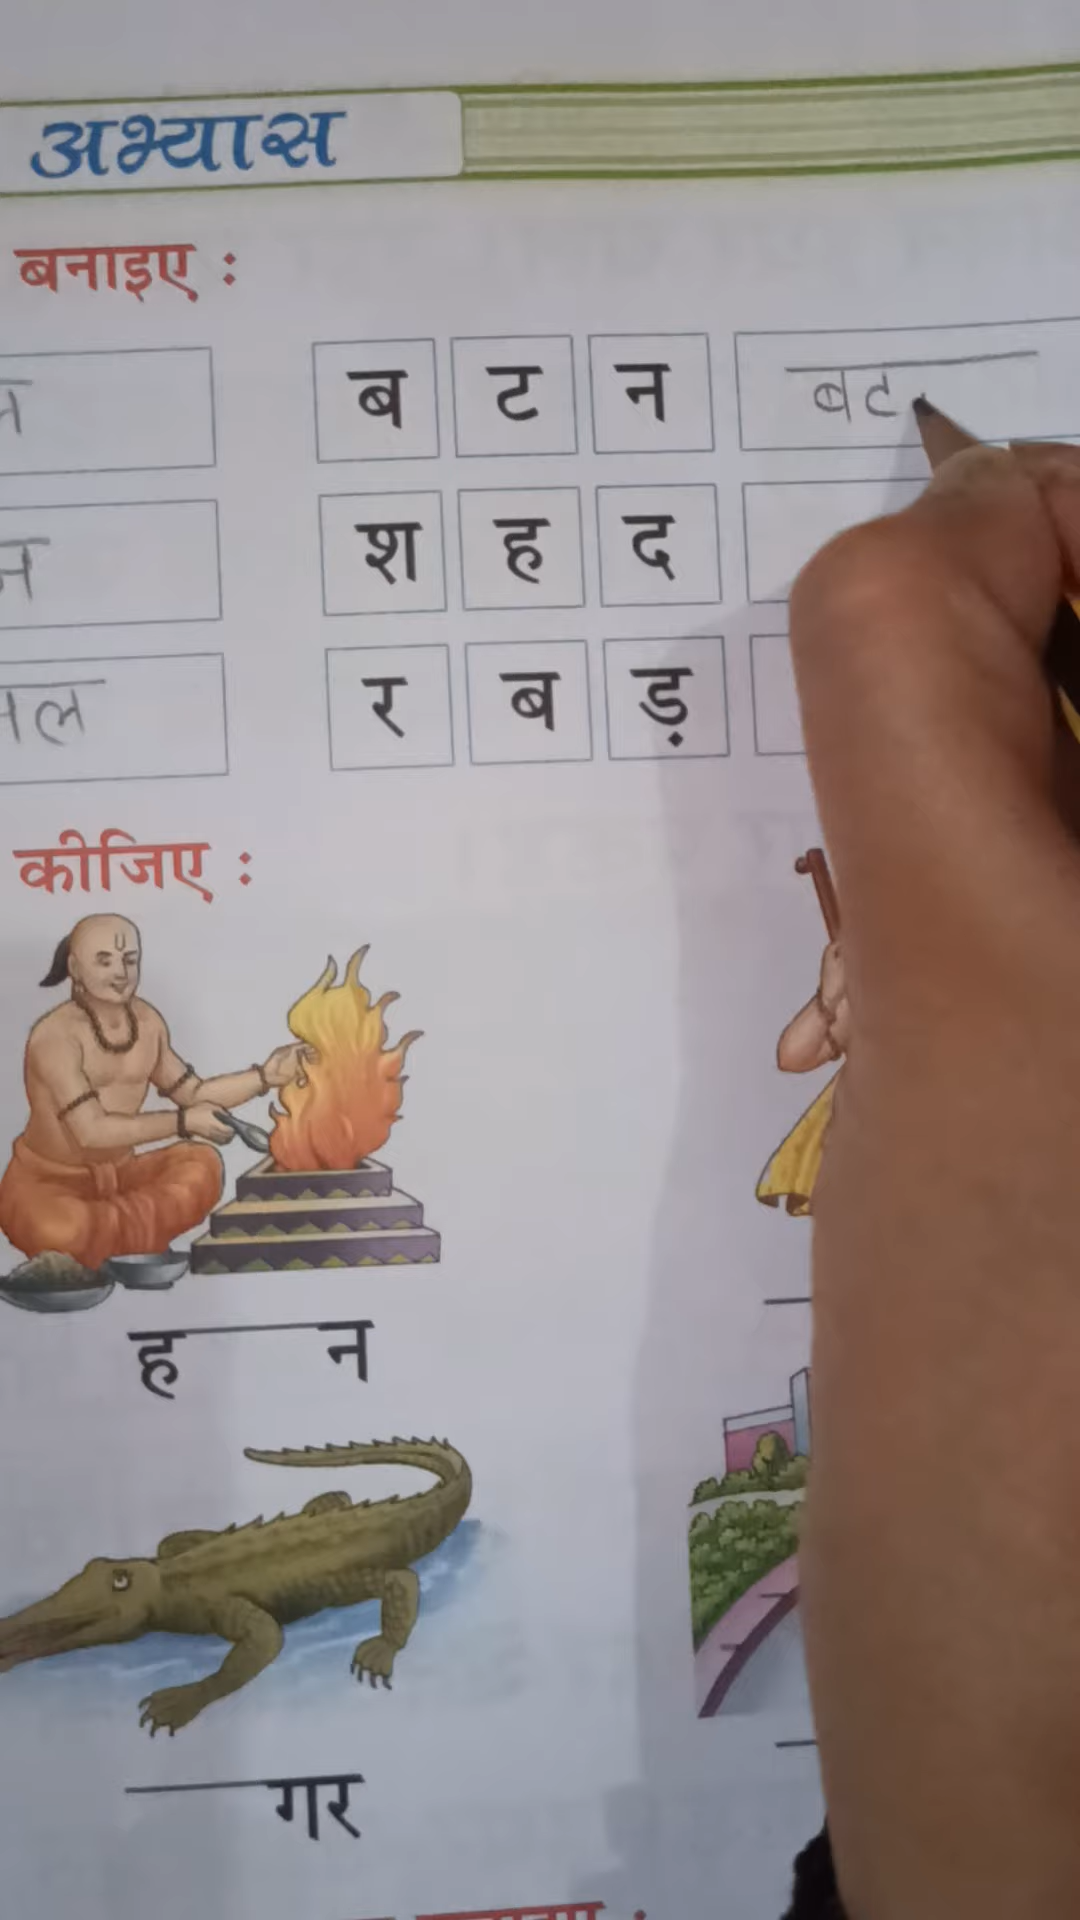 अभ्यास
बनाइए :
ब ट न बट
श ह द
न
र ब ड़
ल
कीजिए :
ह न
गर